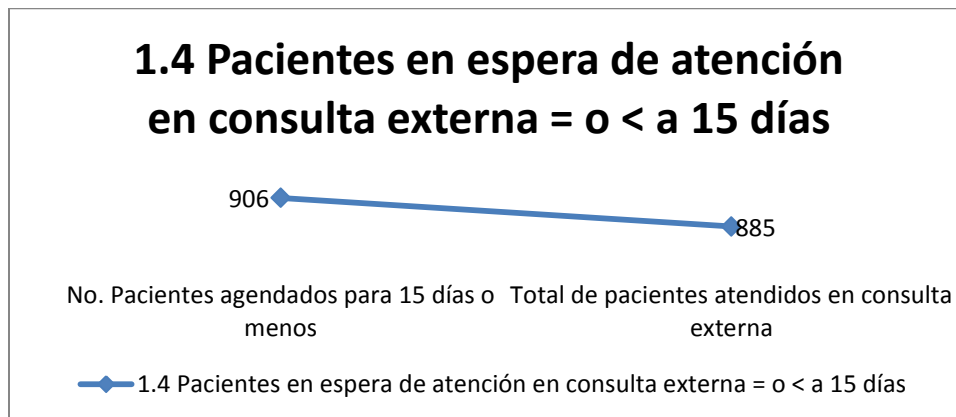 1.4 Pacientes en espera de atención
en consulta externa = o < a 15 días
906
885
No. Pacientes agendados para 15 días o
menos
Total de pacientes atendidos en consulta
externa
1.4 Pacientes en espera de atención en consulta externa = o < a 15 días